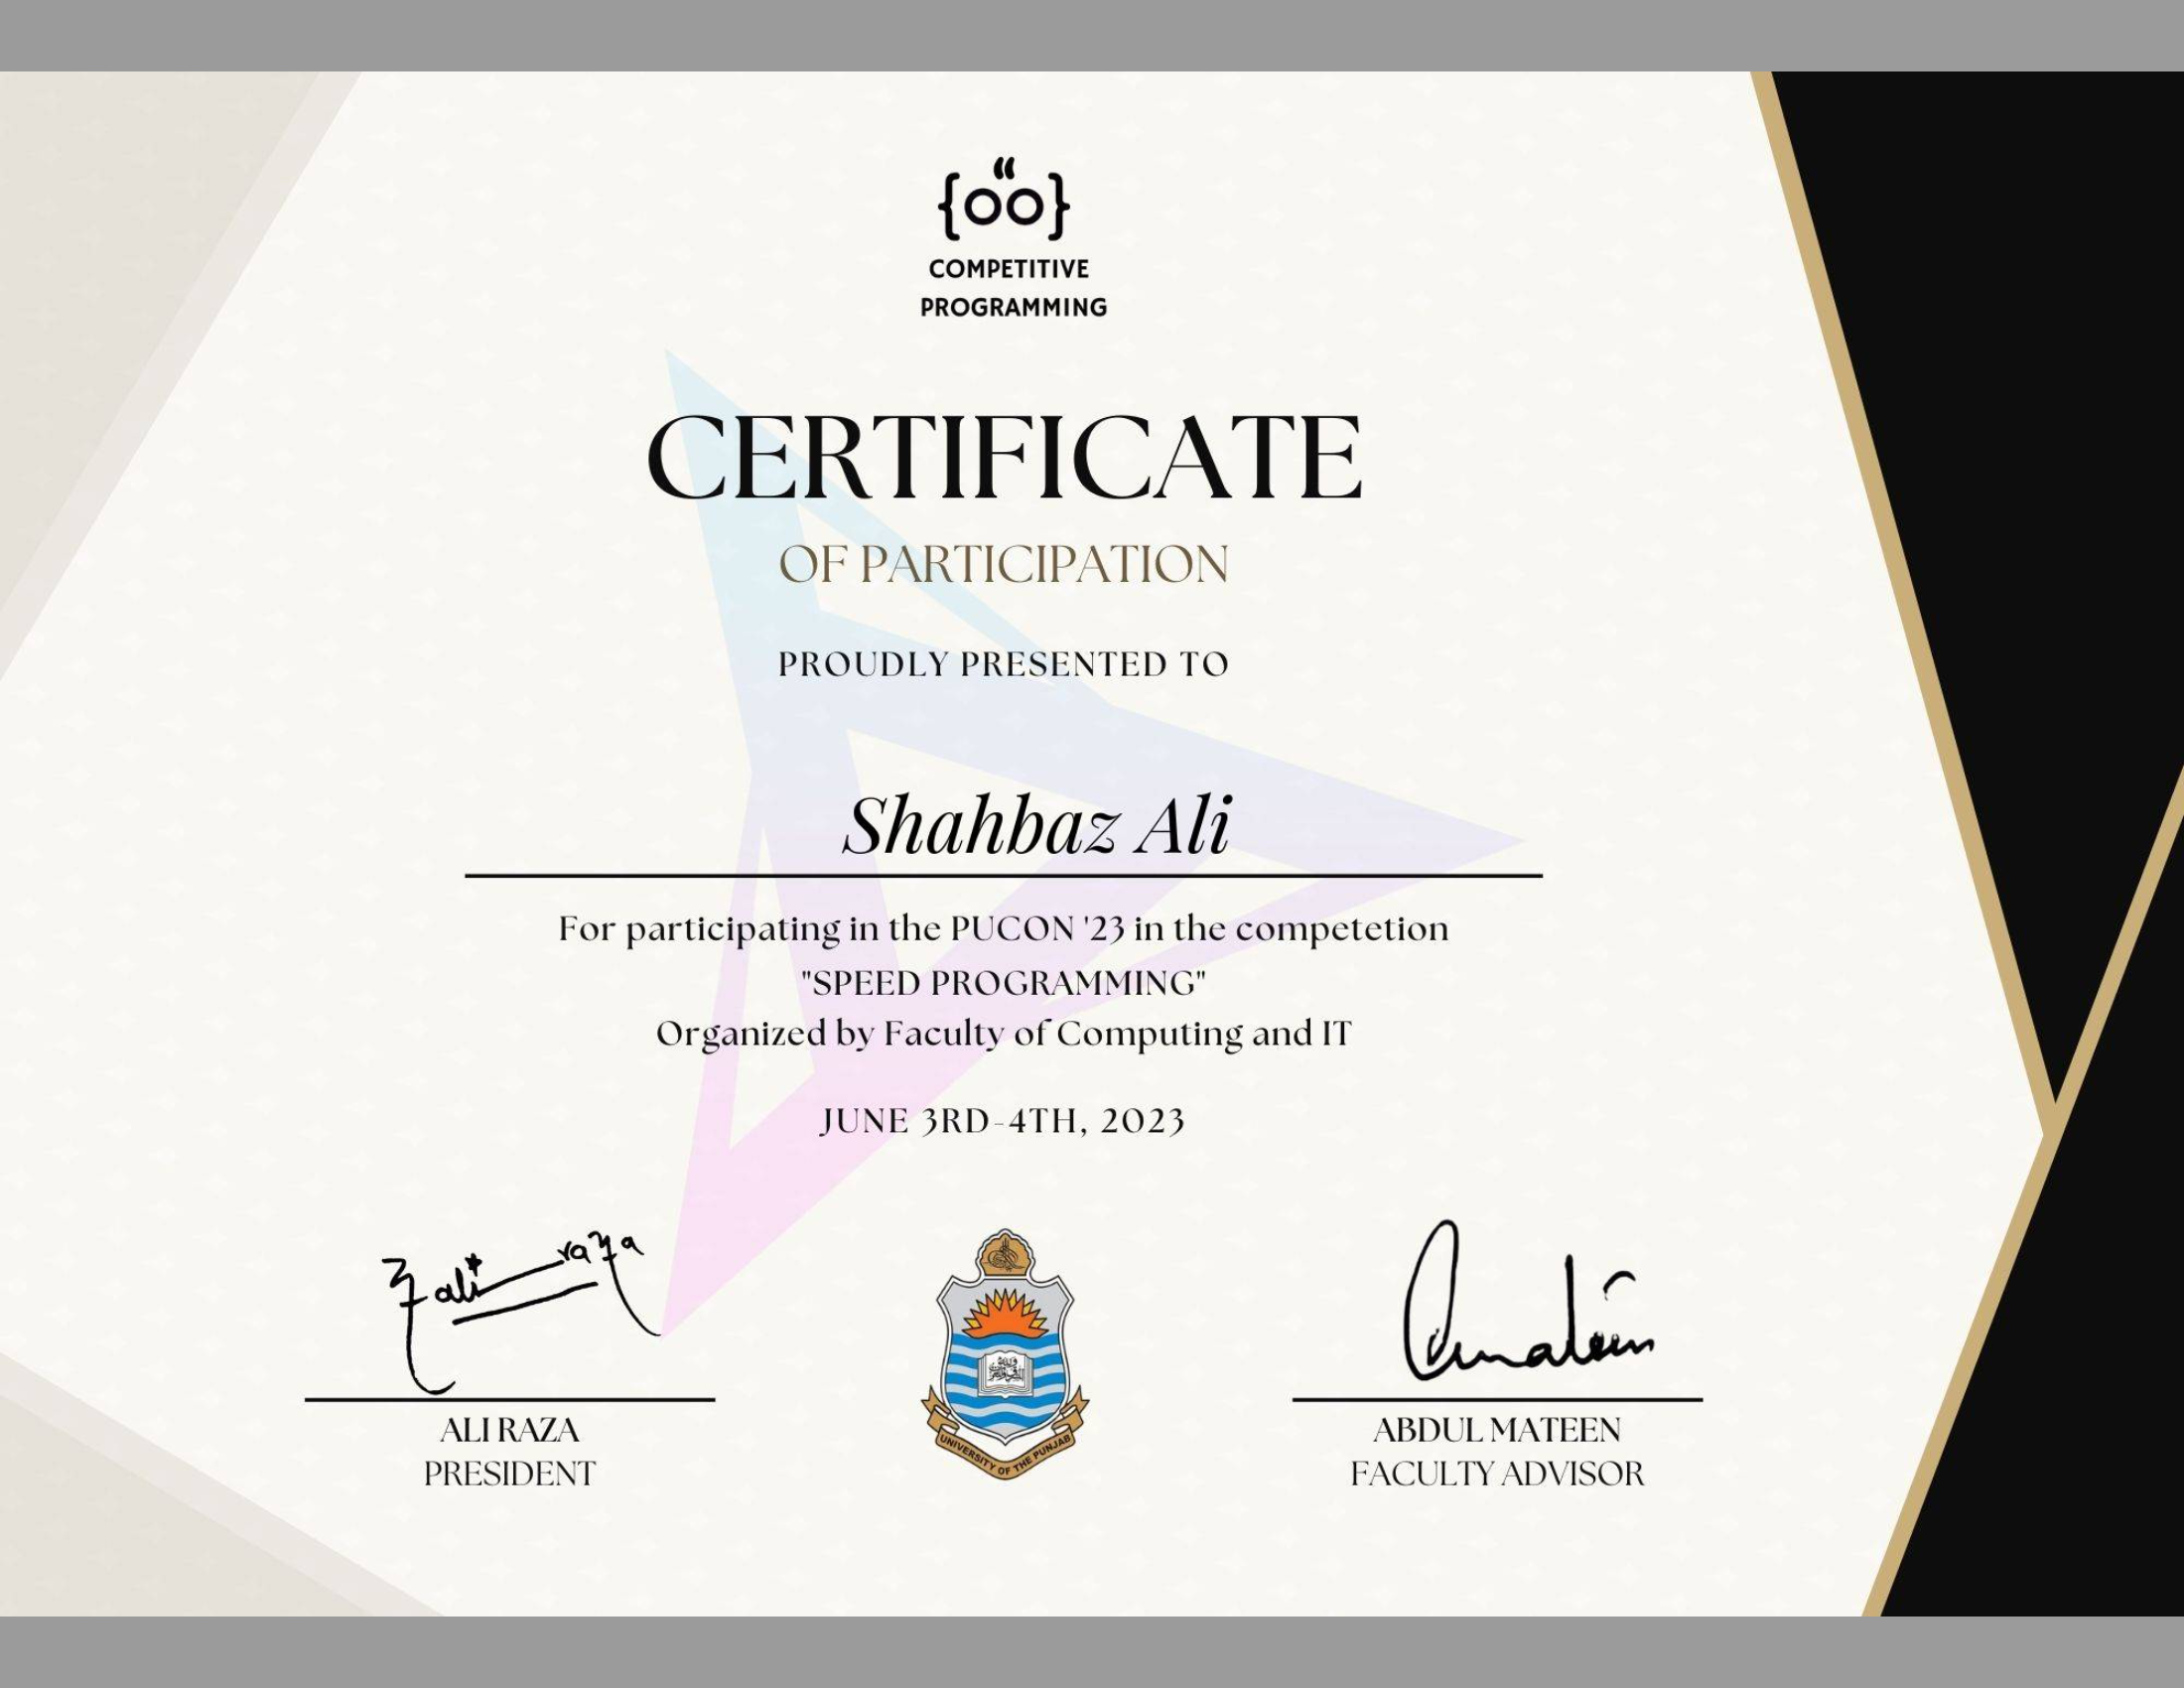 {öö}
COMPETITIVE
PROGRAMMING
CERTIFICATE
OF PARTICIPATION
PROUDLY PRESENTED TO
Shahbaz Ali
For participating in the PUCON '23 in the competetion
"SPEED PROGRAMMING"
Organized by Faculty of Computing and IT
JUNE 3RD-4TH, 2023
ali raza
Amateen
ALI RAZA
PRESIDENT
UNIVERSITY OF THE PUNJAB
ABDUL MATEEN
FACULTY ADVISOR